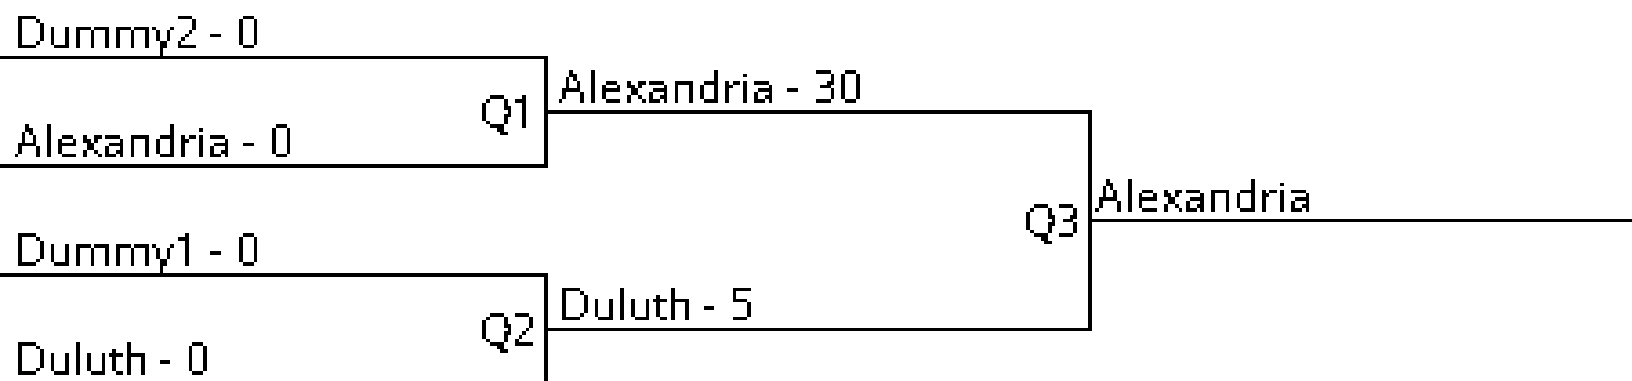 Dummy2 - 0
Alexandria - 30
Q1
Alexandria - 0
Alexandria
Q3
Dummy1 - 0
Duluth - 5
Q2
Duluth - 0